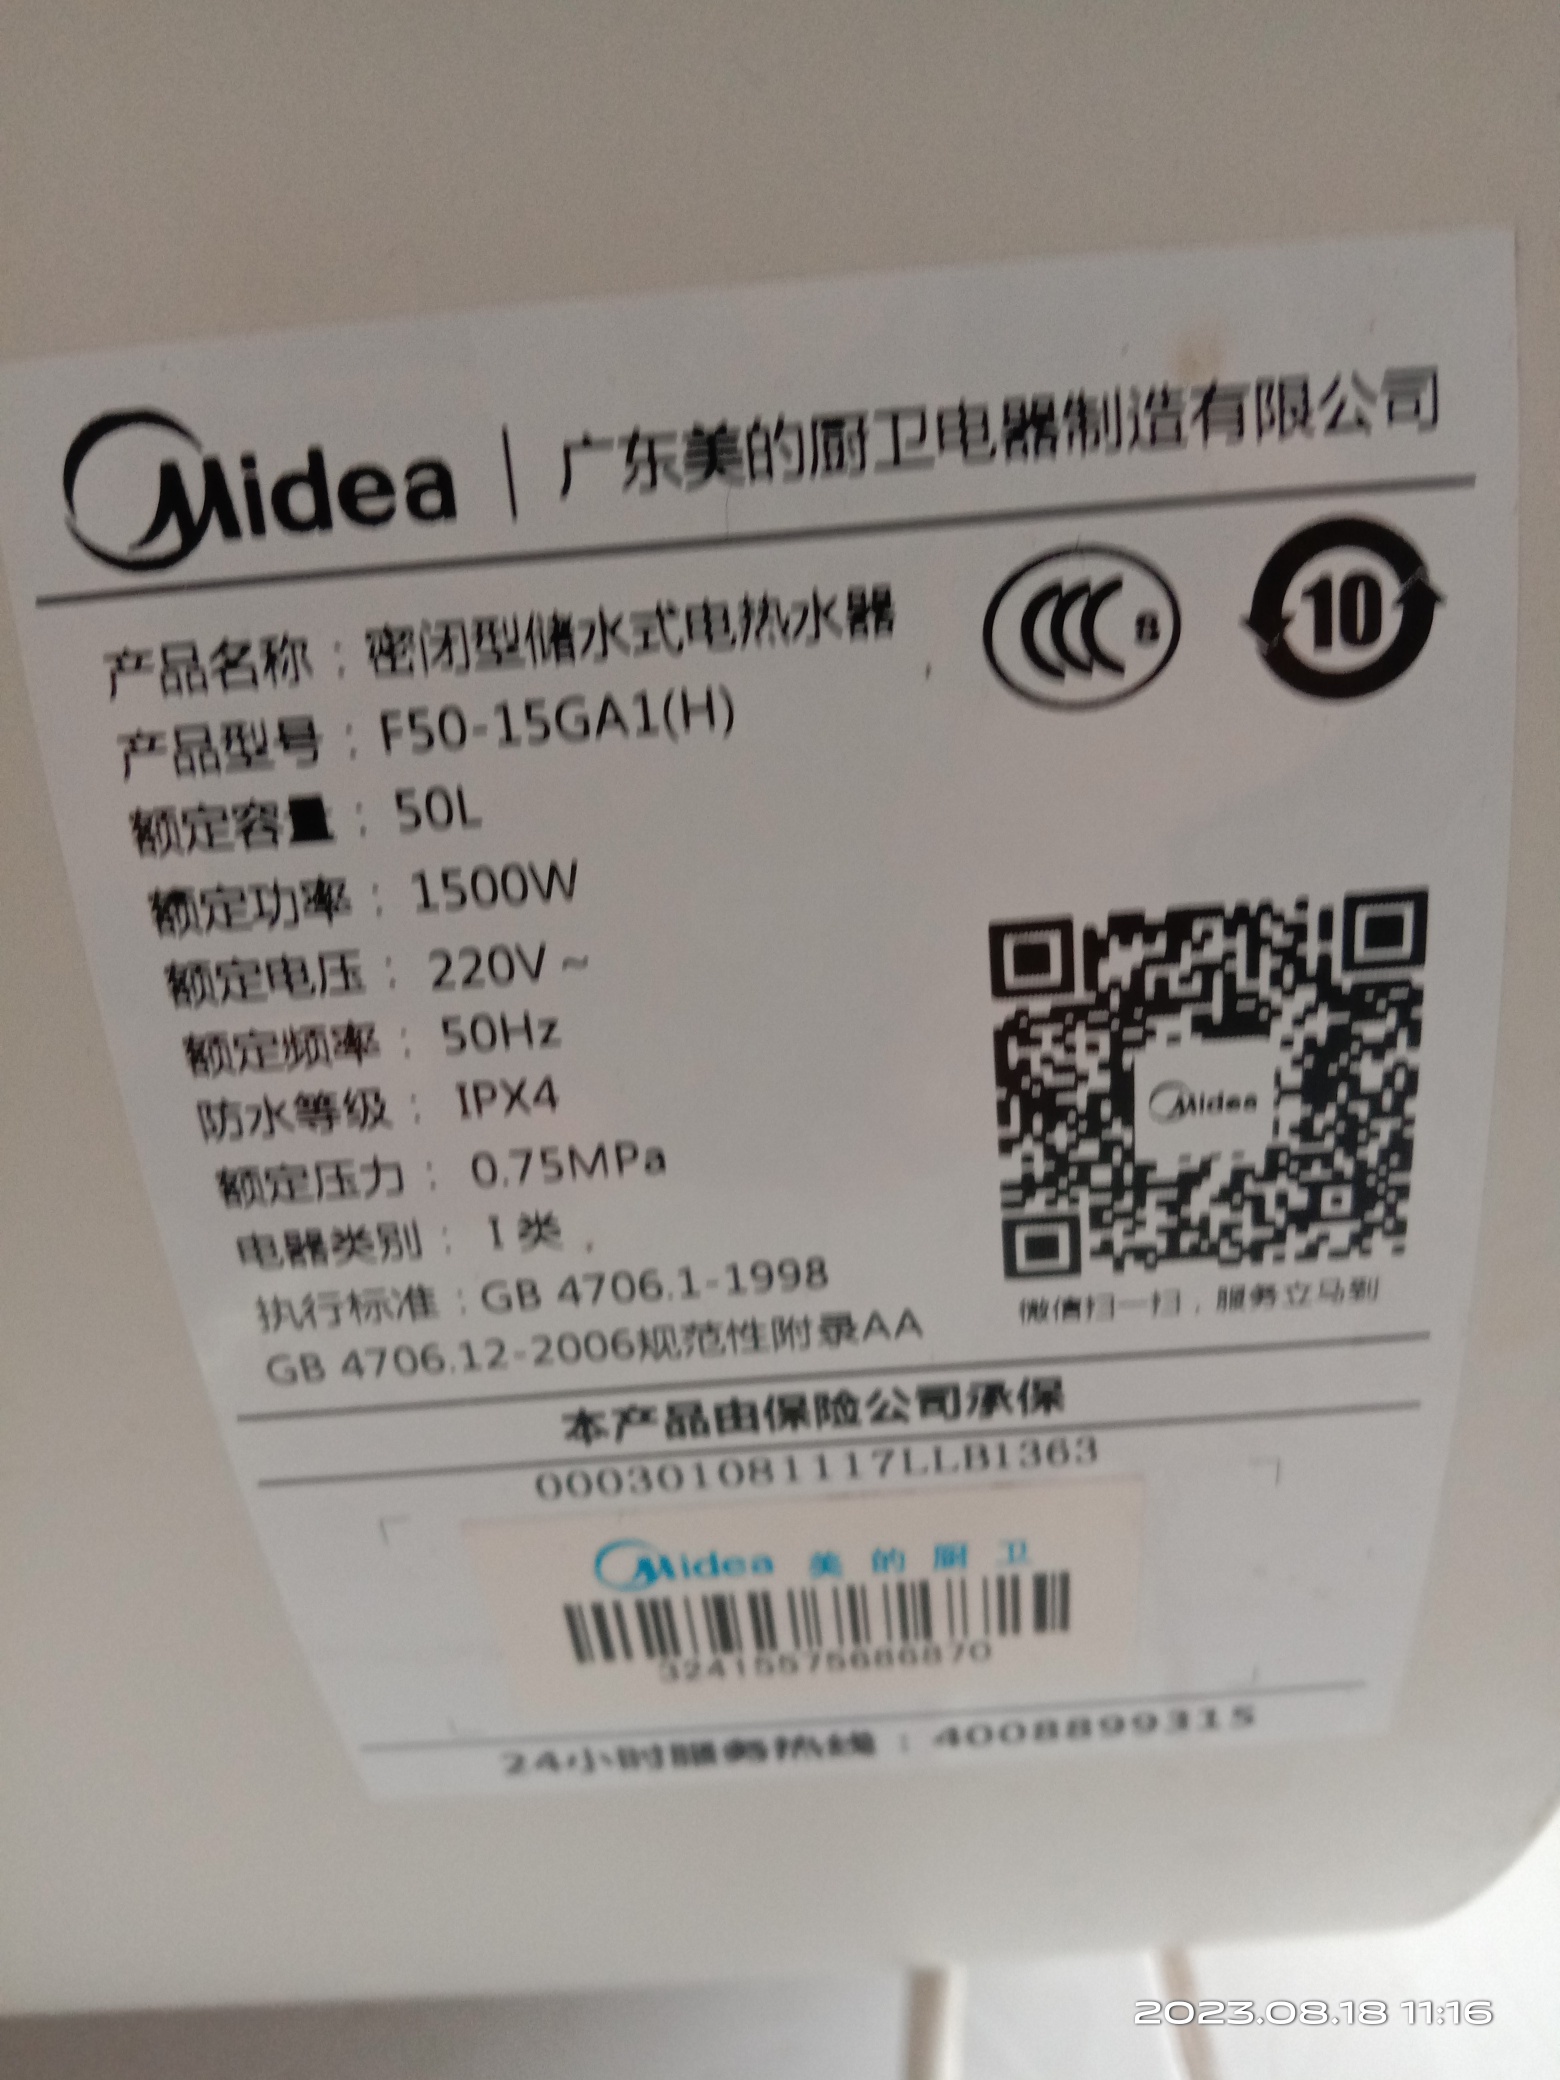 Midea | 广东美的厨卫电器制造有限公司
CCC S
10
产品名称：密闭型储水式电热水器
产品型号：F50-15GA1(H)
额定容量：50L
额定功率：1500W
额定电压：220V~
额定频率：50Hz
防水等级：IPX4
额定压力：0.75MPa
电器类别：I类
执行标准：GB 4706.1-1998
GB 4706.12-2006规范性附录AA
Midea
微信扫一扫，服务立马到
本产品由保险公司承保
000301081117LLB1363
Midea 美的厨卫
32415575686870
24小时服务热线：4008899315
2023.08.18 11:16